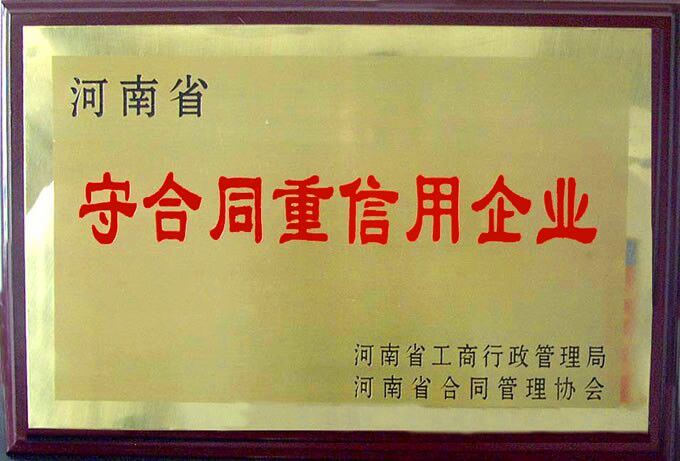 河南省
守合同重信用企业
河南省工商行政管理局
河南省合同管理协会